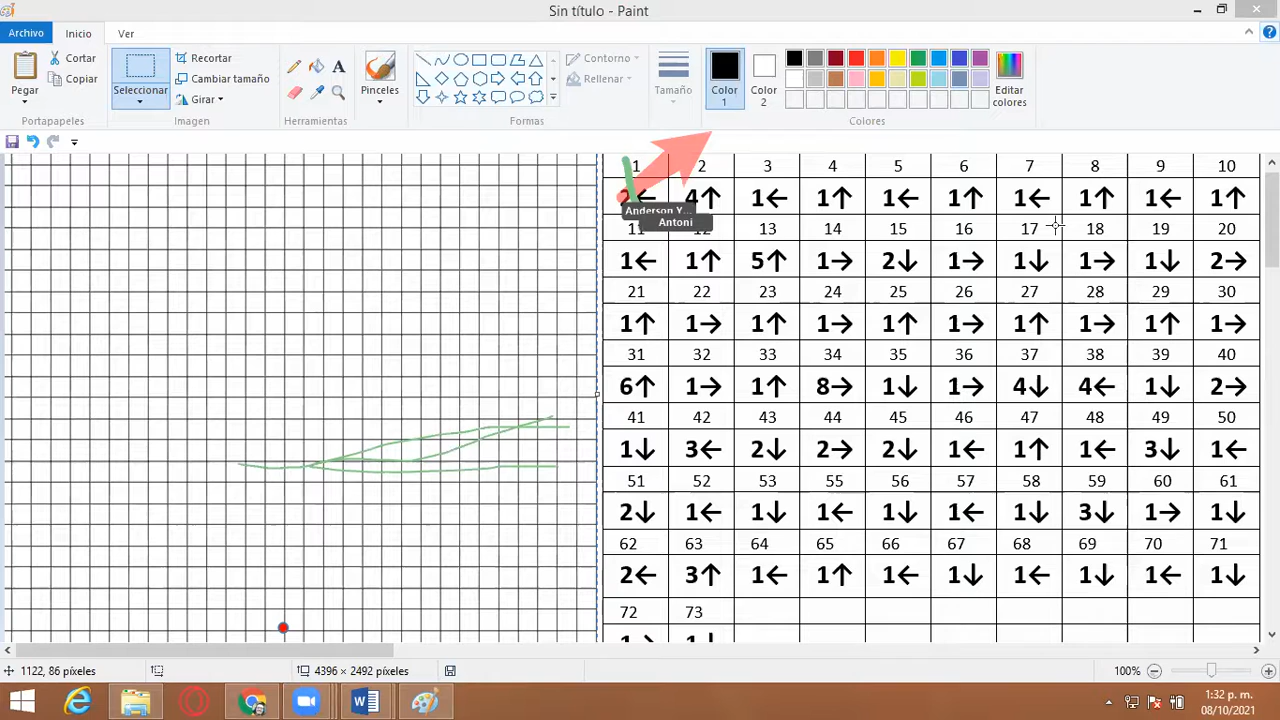 Sin título - Paint
Archivo Inicio Ver
Pegar
Cortar
Copiar
Portapapeles
Seleccionar
Recortar
Cambiar tamaño
Girar
Imagen
A
Herramientas
Pinceles
Contorno
Rellenar
Formas
Tamaño
Color 1
Color 2
Editar colores
Colores
1 2 3 4 5 6 7 8 9 10
2← 4↑ 1← 1↑ 1← 1↑ 1← 1↑ 1← 1↑
Anderson Y...
Antoni
11 12 13 14 15 16 17 18 19 20
1← 1↑ 5↑ 1→ 2↓ 1→ 1↓ 1→ 1↓ 2→
21 22 23 24 25 26 27 28 29 30
1↑ 1→ 1↑ 1→ 1↑ 1→ 1↑ 1→ 1↑ 1→
31 32 33 34 35 36 37 38 39 40
6↑ 1→ 1↑ 8→ 1↓ 1→ 4↓ 4← 1↓ 2→
41 42 43 44 45 46 47 48 49 50
1↓ 3← 2↓ 2→ 2↓ 1← 1↑ 1← 3↓ 1←
51 52 53 55 56 57 58 59 60 61
2↓ 1← 1↓ 1← 1↓ 1← 1↓ 3↓ 1→ 1↓
62 63 64 65 66 67 68 69 70 71
2← 3↑ 1← 1↑ 1← 1↓ 1← 1↓ 1← 1↓
72 73
1→ 1↓
1122, 86 píxeles
4396 × 2492 píxeles
100%
1:32 p. m.
08/10/2021